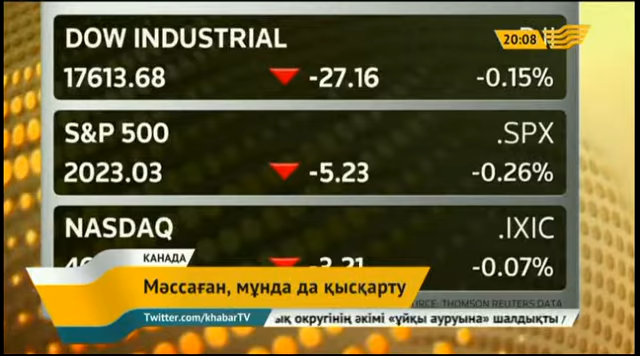 DOW INDUSTRIAL
20:08
17613.68 -27.16 -0.15%
S&P 500 .SPX
2023.03 -5.23 -0.26%
NASDAQ .IXIC
-3.21 -0.07%
КАНАДА
Мәссаған, мұнда да қысқарту
THOMSON REUTERS DATA
Twitter.com/khabarTV
округінің әкімі «ұйқы ауруына» шалдықты /